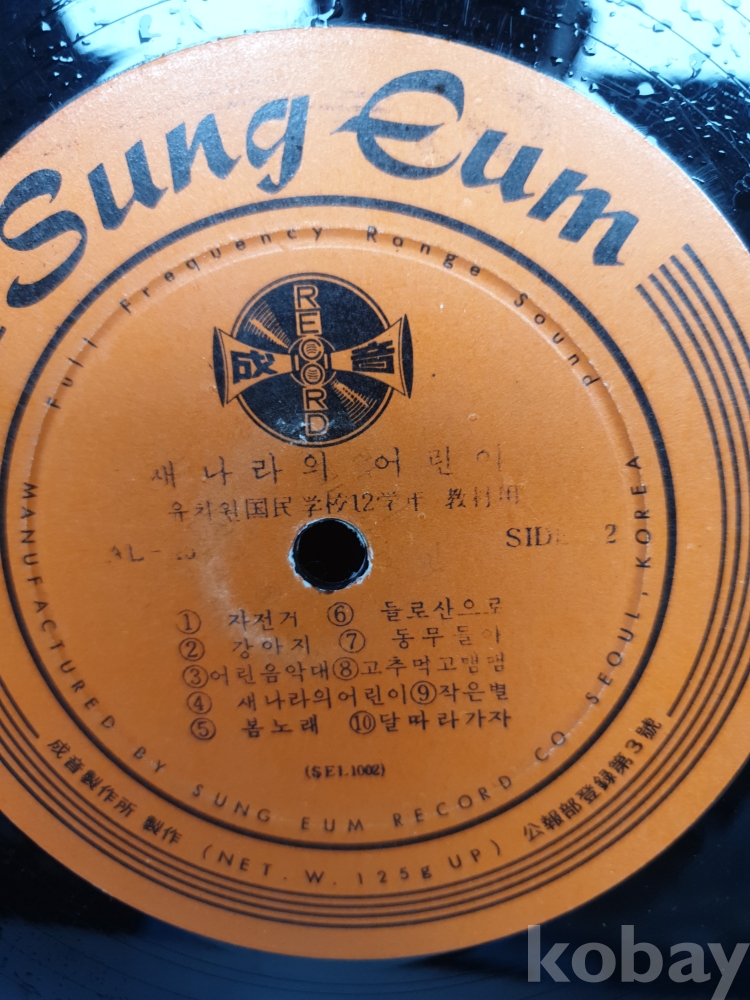 Sung Eum
Full Frequency Range Sound
RECORD
成音
새나라의 어린이
유치원国民学校12学年 教材用
SIDE 2
① 자전거 ⑥ 들로산으로
② 강아지 ⑦ 동무들아
③어린음악대⑧고추먹고맴맴
④ 새나라의어린이⑨작은별
⑤ 봄노래 ⑩달따라가자
(SEL1002)
MANUFACTURED BY SUNG EUM RECORD CO. SEOUL, KOREA
成音製作所 製作 (NET. W. 125g UP) 公報部登録第3號
kobay